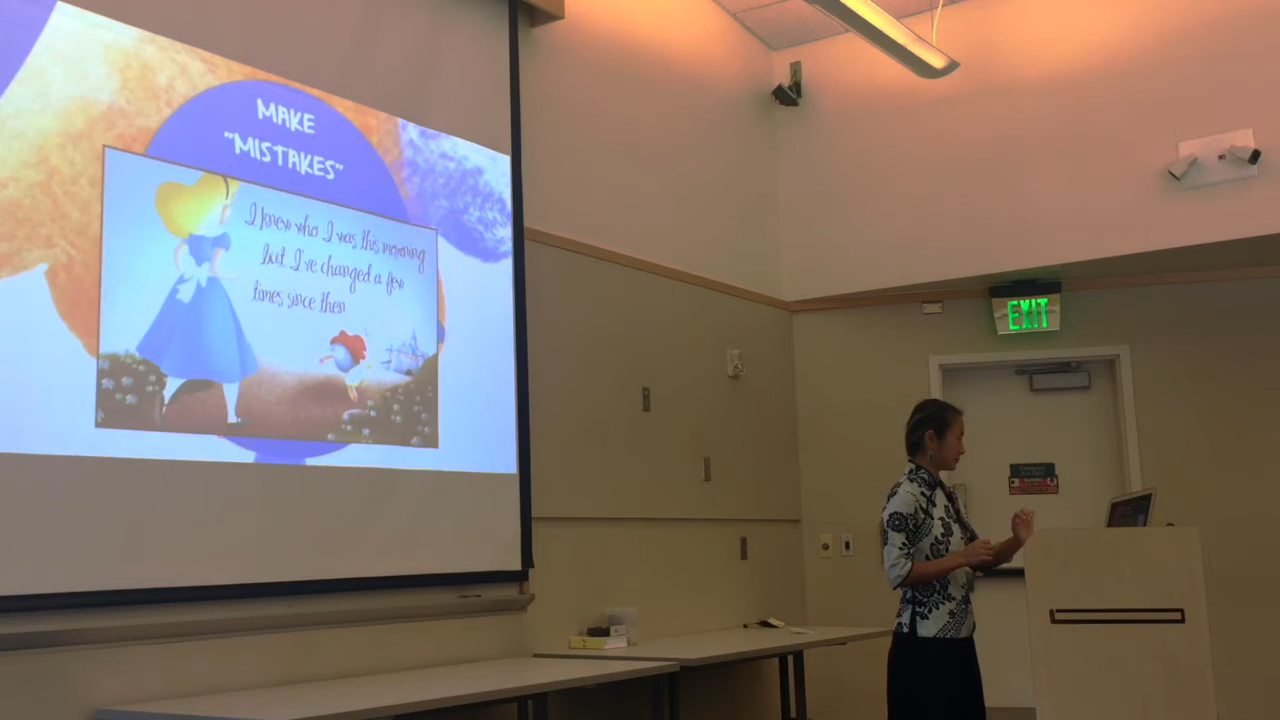 MAKE
"MISTAKES"
I knew who I was this morning
but I've changed a few
times since then
EXIT